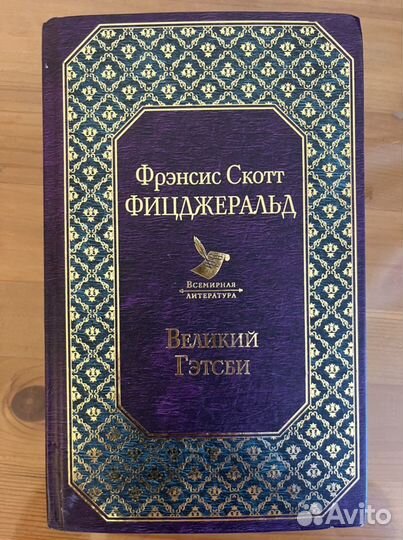 Фрэнсис Скотт
ФИЦДЖЕРАЛЬД
Всемирная
литература
Великий
Гэтсби
Avito